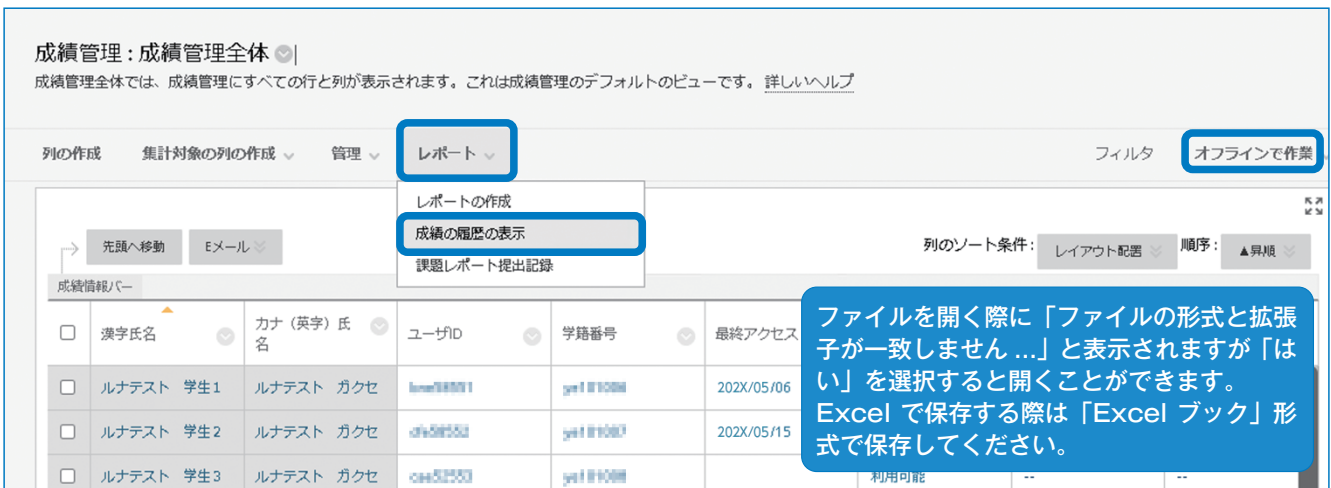 成績管理 : 成績管理全体
成績管理全体では、成績管理にすべての行と列が表示されます。これは成績管理のデフォルトのビューです。 詳しいヘルプ
列の作成 集計対象の列の作成 管理 レポート フィルタ オフラインで作業
レポートの作成
成績の履歴の表示
課題レポート提出記録
先頭へ移動 Eメール 列のソート条件: レイアウト配置 順序: ▲昇順
成績情報バー
漢字氏名 カナ（英字）氏名 ユーザID 学籍番号 最終アクセス
ルナテスト 学生1 ルナテスト ガクセ 202X/05/06
ルナテスト 学生2 ルナテスト ガクセ 202X/05/15
ルナテスト 学生3 ルナテスト ガクセ 利用可能 -- --
ファイルを開く際に「ファイルの形式と拡張
子が一致しません ...」と表示されますが「は
い」を選択すると開くことができます。
Excel で保存する際は「Excel ブック」形
式で保存してください。